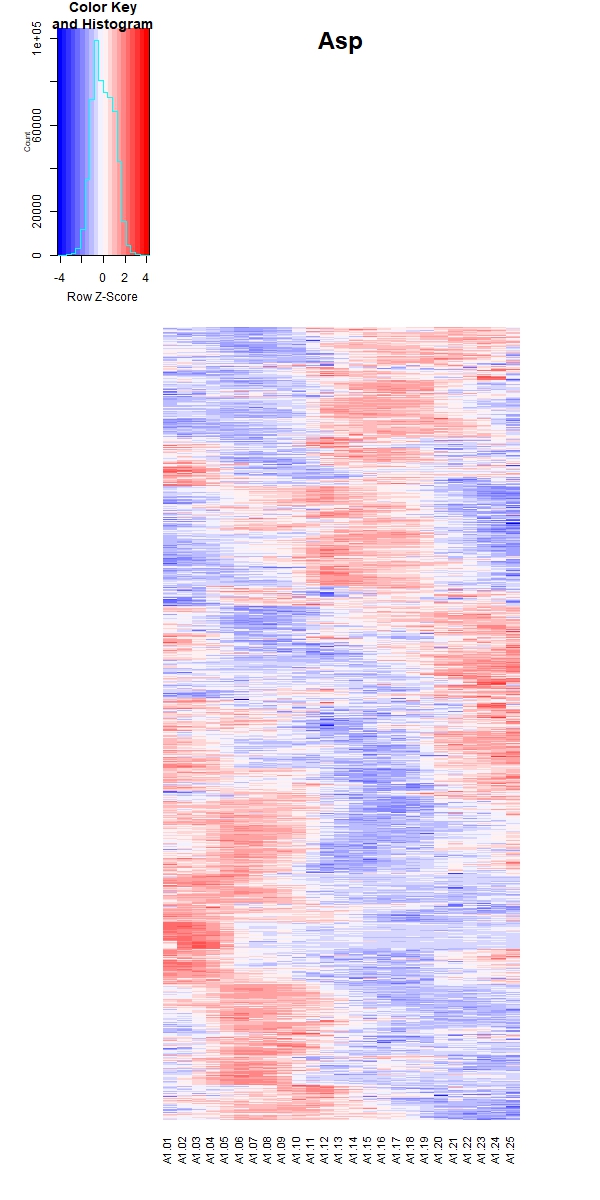 Count
0 20000 60000 1e+05
-4
0
2
4
Row Z-Score
Color Key
and Histogram
A1.01
A1.02
A1.03
A1.04
A1.05
A1.06
A1.07
A1.08
A1.09
A1.10
A1.11
A1.12
A1.13
A1.14
A1.15
A1.16
A1.17
A1.18
A1.19
A1.20
A1.21
A1.22
A1.23
A1.24
A1.25
Asp